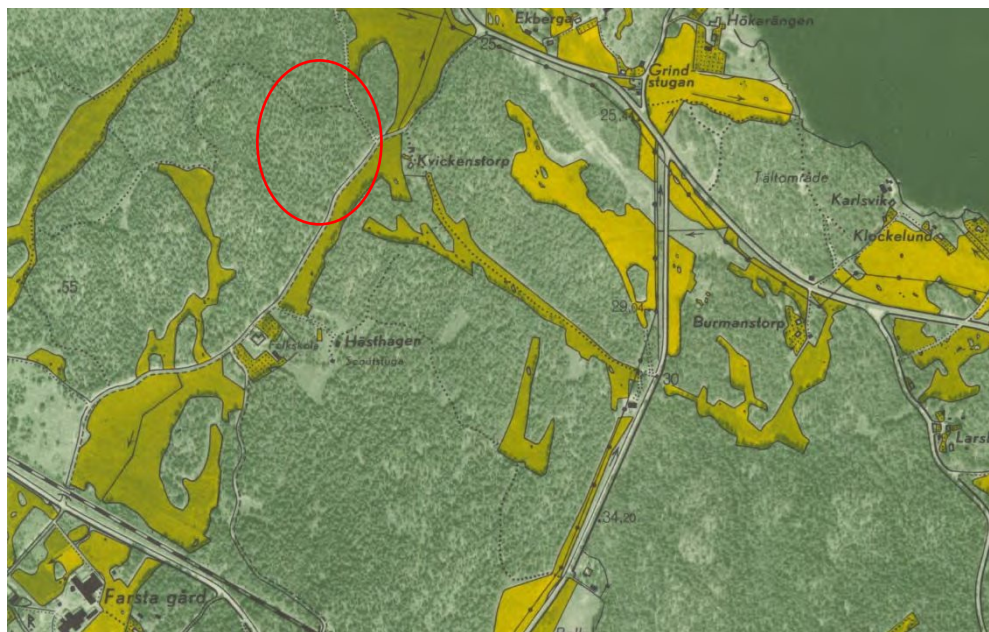 Ekberga
Hökarängen
25
Grind
stugan
25,
Kvickenstorp
Tältområde
Karlsvik
Klockelund
.55
29,
Burmanstorp
Folkskola
Hästhagen
Scoutstuga
30
Larsb
34,20
Farsta gård
R